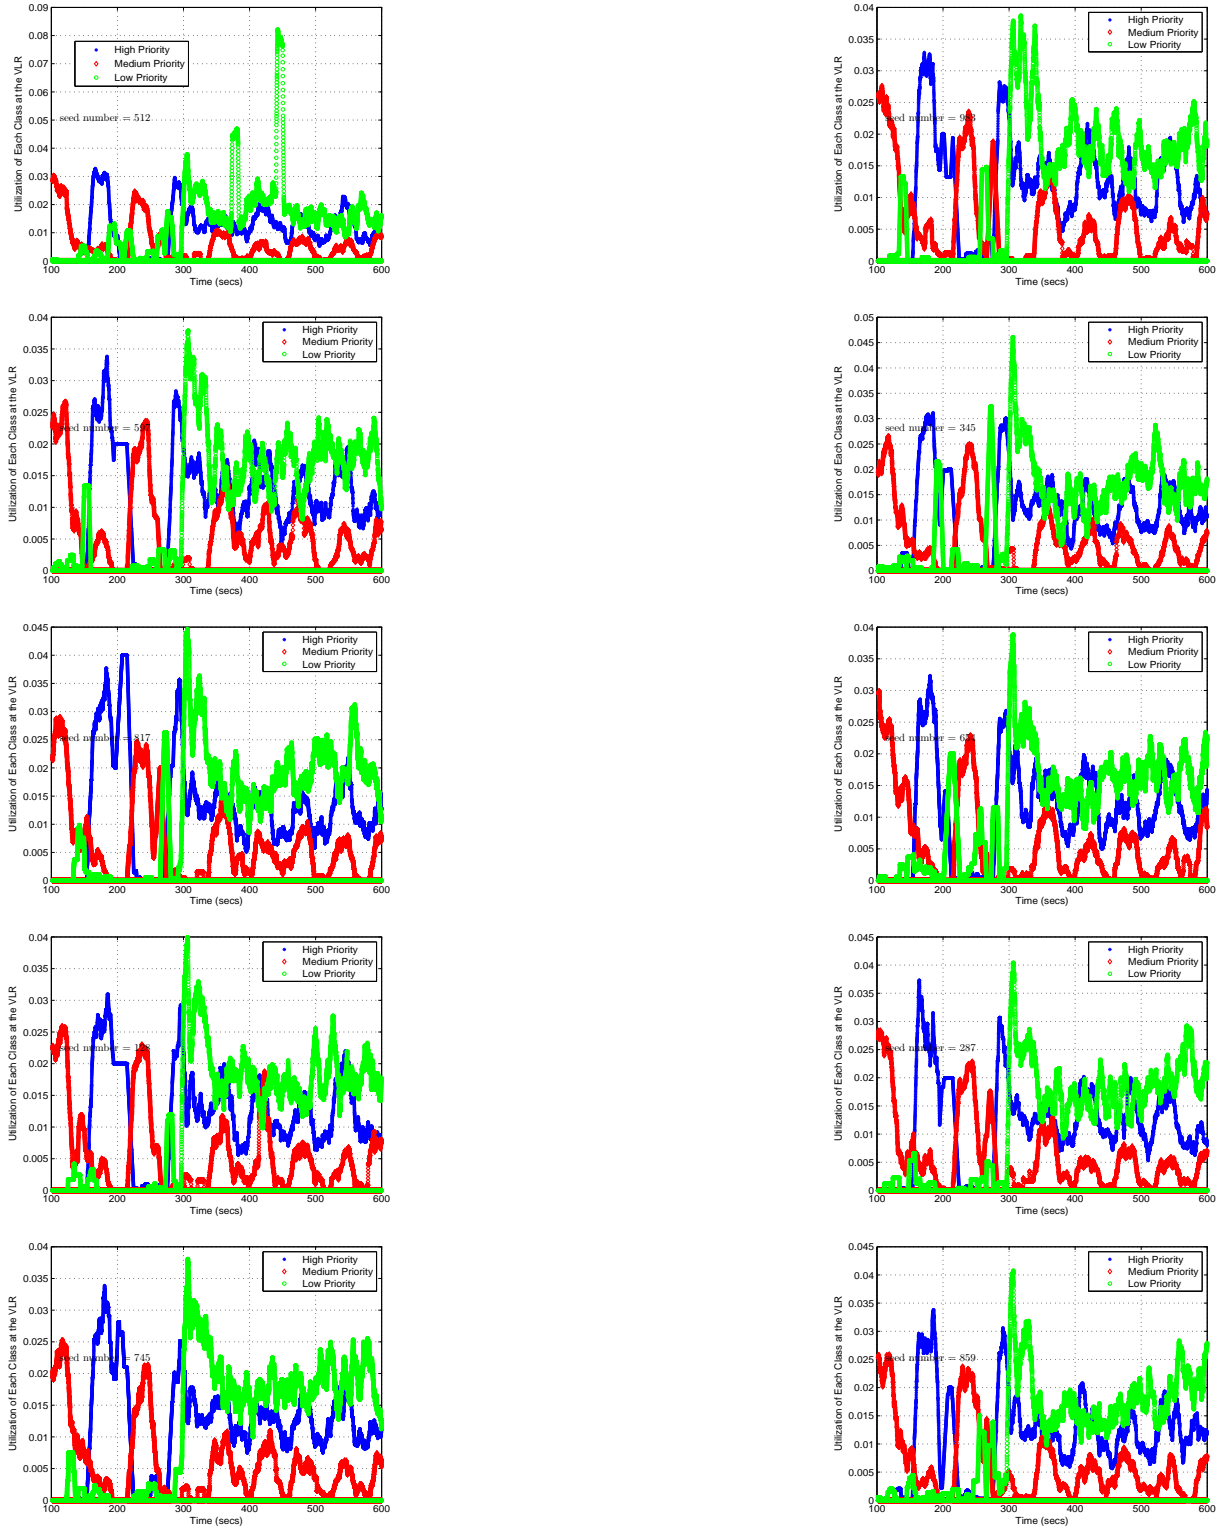 Utilization of Each Class at the VLR
0.09
0.08
0.07
0.06
0.05
0.04
0.03
0.02
0.01
0
High Priority
Medium Priority
Low Priority
seed number = 512
100 200 300 400 500 600
Time (secs)
Utilization of Each Class at the VLR
0.04
0.035
0.03
0.025
0.02
0.015
0.01
0.005
0
High Priority
Medium Priority
Low Priority
seed number = 983
100 200 300 400 500 600
Time (secs)
Utilization of Each Class at the VLR
0.04
0.035
0.03
0.025
0.02
0.015
0.01
0.005
0
High Priority
Medium Priority
Low Priority
seed number = 597
100 200 300 400 500 600
Time (secs)
Utilization of Each Class at the VLR
0.05
0.045
0.04
0.035
0.03
0.025
0.02
0.015
0.01
0.005
0
High Priority
Medium Priority
Low Priority
seed number = 345
100 200 300 400 500 600
Time (secs)
Utilization of Each Class at the VLR
0.045
0.04
0.035
0.03
0.025
0.02
0.015
0.01
0.005
0
High Priority
Medium Priority
Low Priority
seed number = 817
100 200 300 400 500 600
Time (secs)
Utilization of Each Class at the VLR
0.04
0.035
0.03
0.025
0.02
0.015
0.01
0.005
0
High Priority
Medium Priority
Low Priority
seed number =
100 200 300 400 500 600
Time (secs)
Utilization of Each Class at the VLR
0.04
0.035
0.03
0.025
0.02
0.015
0.01
0.005
0
High Priority
Medium Priority
Low Priority
seed number = 128
100 200 300 400 500 600
Time (secs)
Utilization of Each Class at the VLR
0.045
0.04
0.035
0.03
0.025
0.02
0.015
0.01
0.005
0
High Priority
Medium Priority
Low Priority
seed number = 287
100 200 300 400 500 600
Time (secs)
Utilization of Each Class at the VLR
0.04
0.035
0.03
0.025
0.02
0.015
0.01
0.005
0
High Priority
Medium Priority
Low Priority
seed number = 745
100 200 300 400 500 600
Time (secs)
Utilization of Each Class at the VLR
0.045
0.04
0.035
0.03
0.025
0.02
0.015
0.01
0.005
0
High Priority
Medium Priority
Low Priority
seed number = 859
100 200 300 400 500 600
Time (secs)